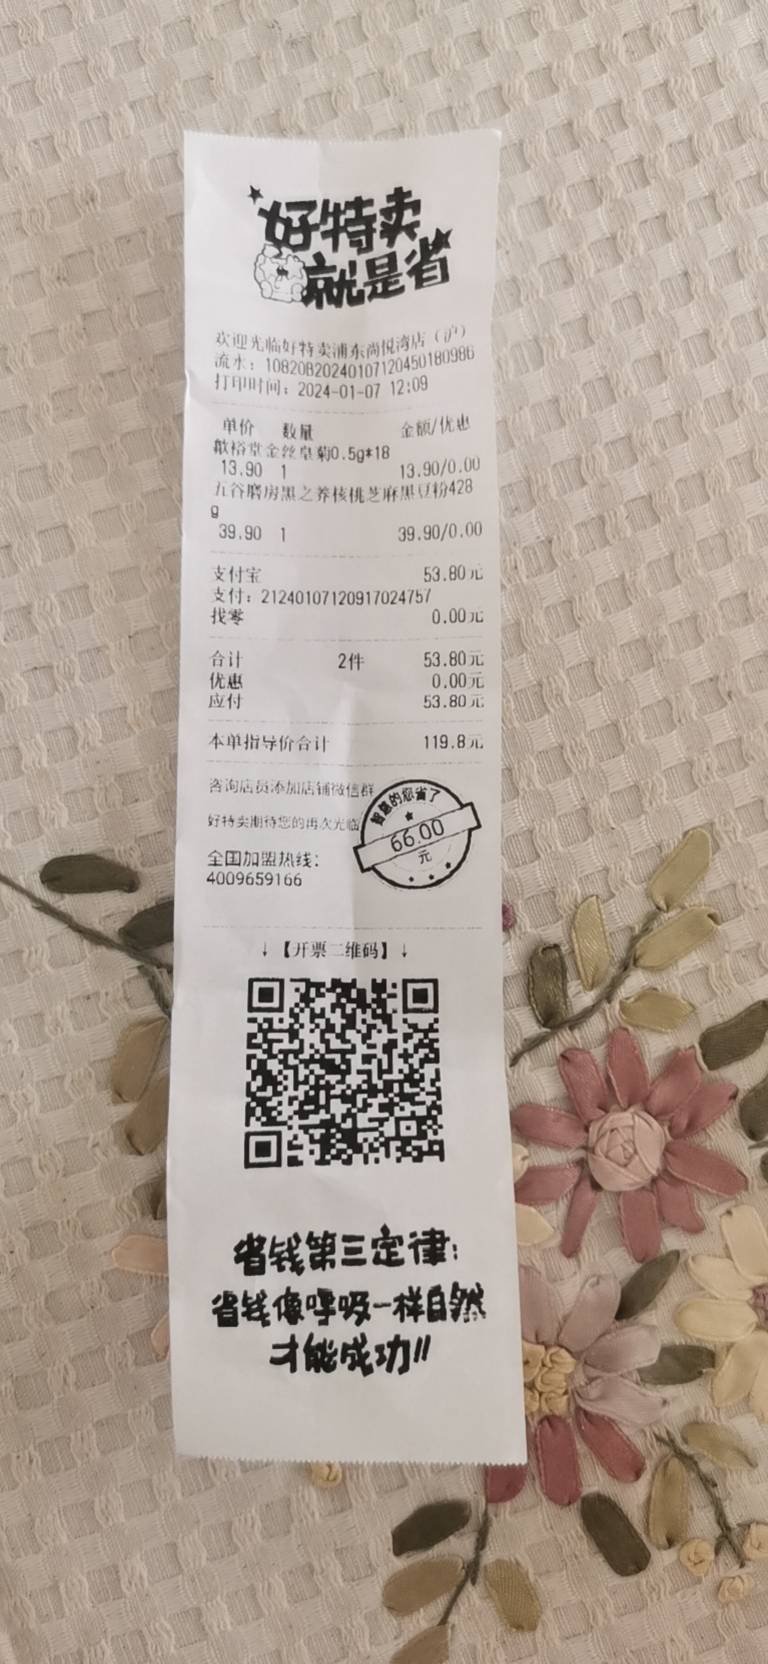 好特卖
就是省
欢迎光临好特卖浦东尚悦湾店（沪）
流水：10820B20240107120450180986
打印时间：2024-01-07 12:09
单价 数量 金额/优惠
歙裕堂金丝皇菊0.5g*18
13.90 1 13.90/0.00
五谷磨房黑之养核桃芝麻黑豆粉428
g
39.90 1 39.90/0.00
支付宝 53.80元
支付：21240107120917024757
找零 0.00元
合计 2件 53.80元
优惠 0.00元
应付 53.80元
本单指导价合计 119.8元
咨询店员添加店铺微信群
好特卖期待您的再次光临
智慧的您省了
66.00
元
全国加盟热线：
4009659166
↓【开票二维码】↓
省钱第三定律：
省钱像呼吸一样自然
才能成功!!